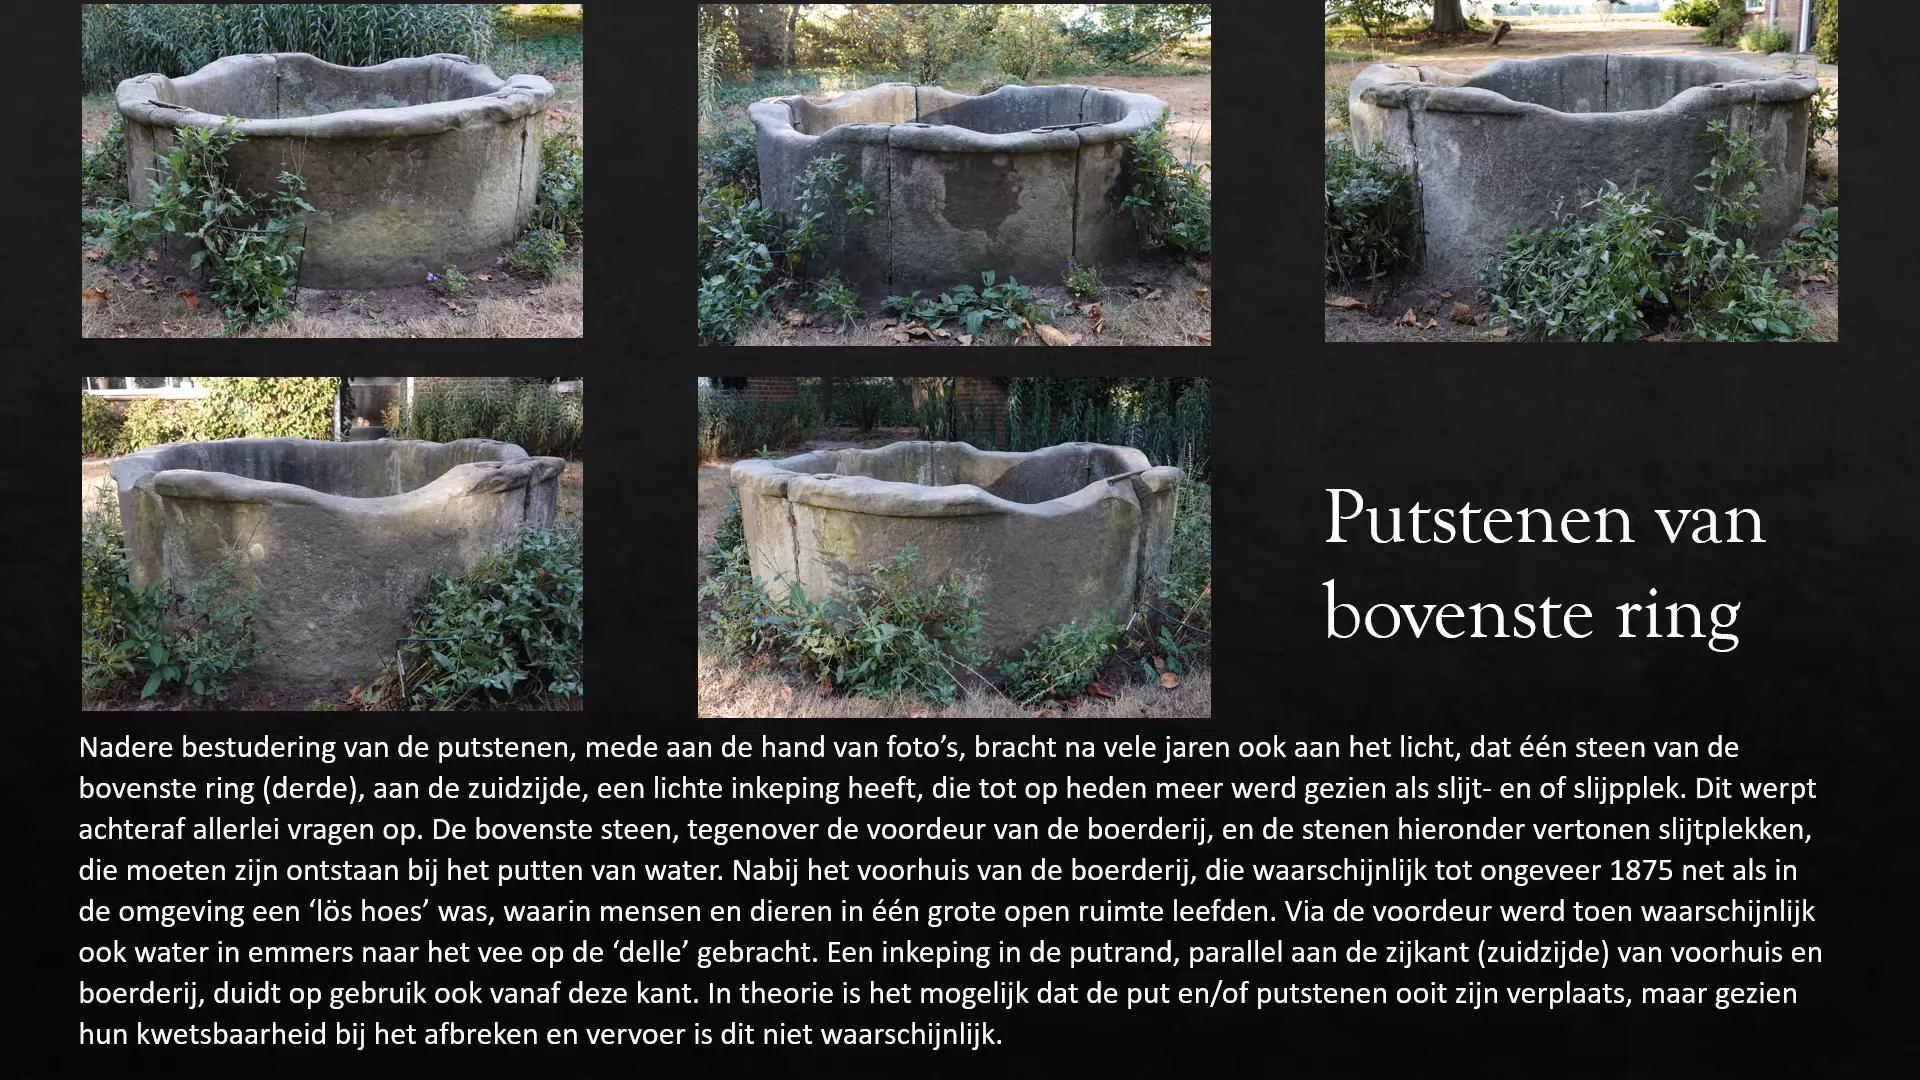 Putstenen van
bovenste ring
Nadere bestudering van de putstenen, mede aan de hand van foto’s, bracht na vele jaren ook aan het licht, dat één steen van de
bovenste ring (derde), aan de zuidzijde, een lichte inkeping heeft, die tot op heden meer werd gezien als slijt- en of slijpplek. Dit werpt
achteraf allerlei vragen op. De bovenste steen, tegenover de voordeur van de boerderij, en de stenen hieronder vertonen slijtplekken,
die moeten zijn ontstaan bij het putten van water. Nabij het voorhuis van de boerderij, die waarschijnlijk tot ongeveer 1875 net als in
de omgeving een ‘lös hoes’ was, waarin mensen en dieren in één grote open ruimte leefden. Via de voordeur werd toen waarschijnlijk
ook water in emmers naar het vee op de ‘delle’ gebracht. Een inkeping in de putrand, parallel aan de zijkant (zuidzijde) van voorhuis en
boerderij, duidt op gebruik ook vanaf deze kant. In theorie is het mogelijk dat de put en/of putstenen ooit zijn verplaats, maar gezien
hun kwetsbaarheid bij het afbreken en vervoer is dit niet waarschijnlijk.